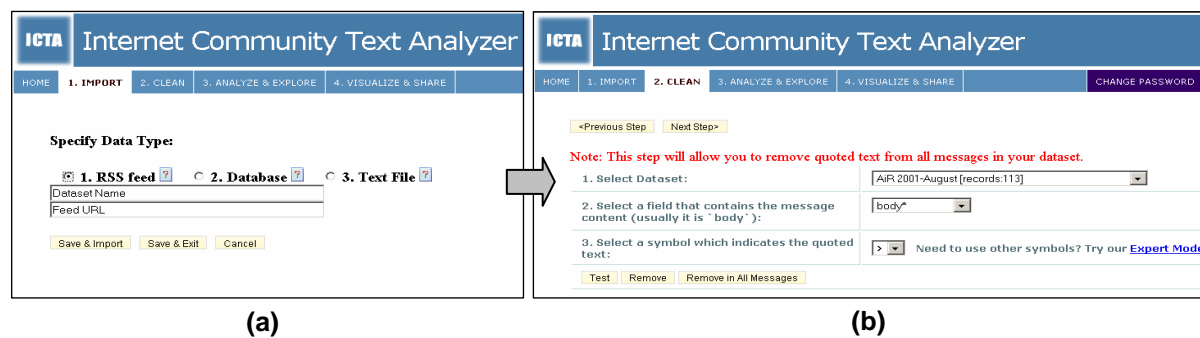 ICTA Internet Community Text Analyzer
HOME 1. IMPORT 2. CLEAN 3. ANALYZE & EXPLORE 4. VISUALIZE & SHARE
Specify Data Type:
1. RSS feed ? 2. Database ? 3. Text File ?
Dataset Name
Feed URL
Save & Import Save & Exit Cancel
(a)
ICTA Internet Community Text Analyzer
HOME 1. IMPORT 2. CLEAN 3. ANALYZE & EXPLORE 4. VISUALIZE & SHARE CHANGE PASSWORD
<Previous Step Next Step>
Note: This step will allow you to remove quoted text from all messages in your dataset.
1. Select Dataset: AiR 2001-August [records:113]
2. Select a field that contains the message body*
content (usually it is `body`):
3. Select a symbol which indicates the quoted > Need to use other symbols? Try our Expert Mode
text:
Test Remove Remove in All Messages
(b)